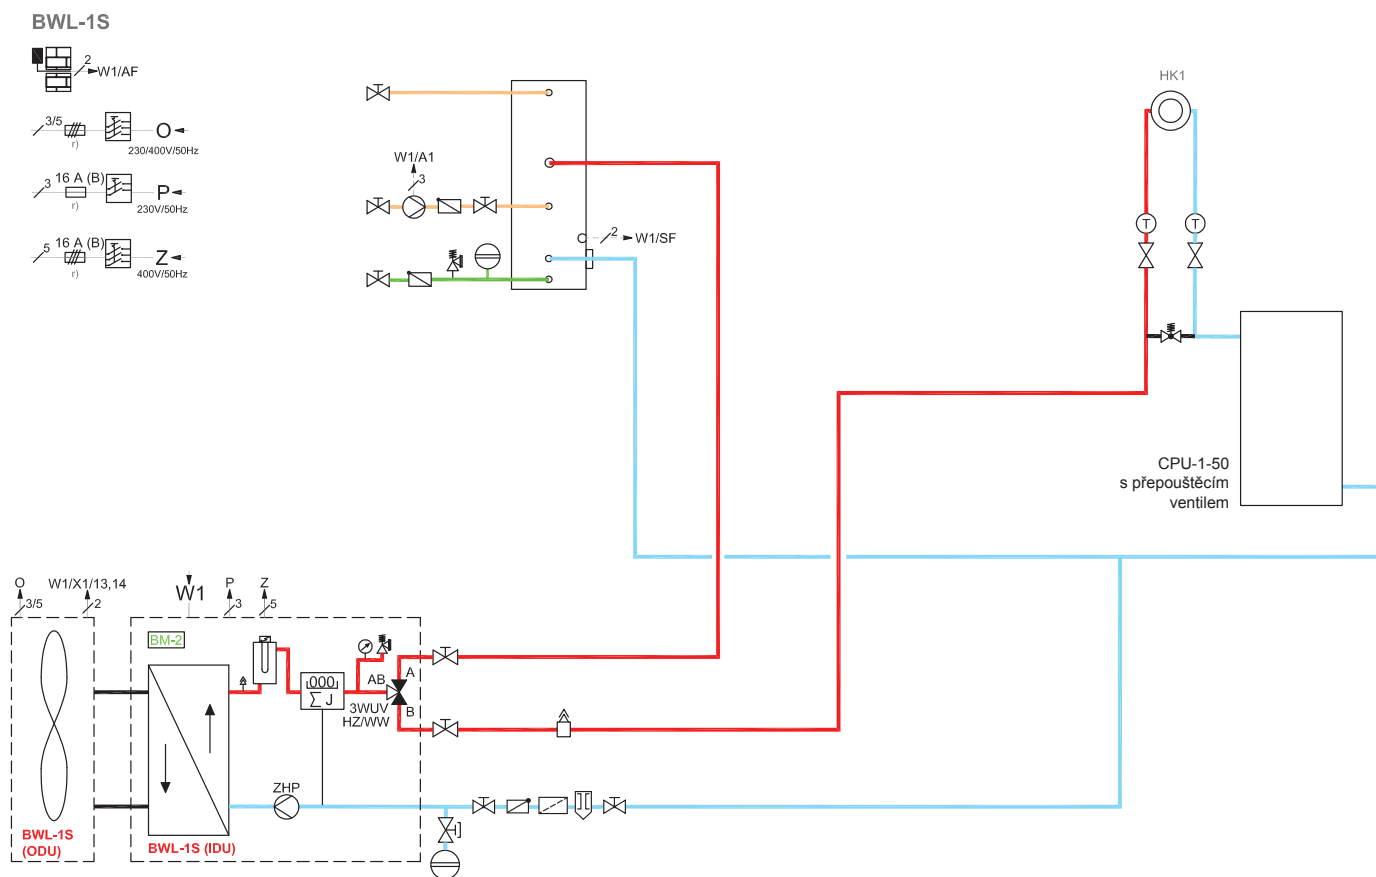 BWL-1S
2
W1/AF
3/5
r)
O
230/400V/50Hz
3
16 A (B)
r)
P
230V/50Hz
5
16 A (B)
r)
Z
400V/50Hz
W1/A1
3
2
W1/SF
HK1
T
T
CPU-1-50
s přepouštěcím
ventilem
O
3/5
W1/X1/13,14
2
W1
P
3
Z
5
BM-2
000
∑ J
AB
A
B
3WUV
HZ/WW
ZHP
BWL-1S
(ODU)
BWL-1S (IDU)